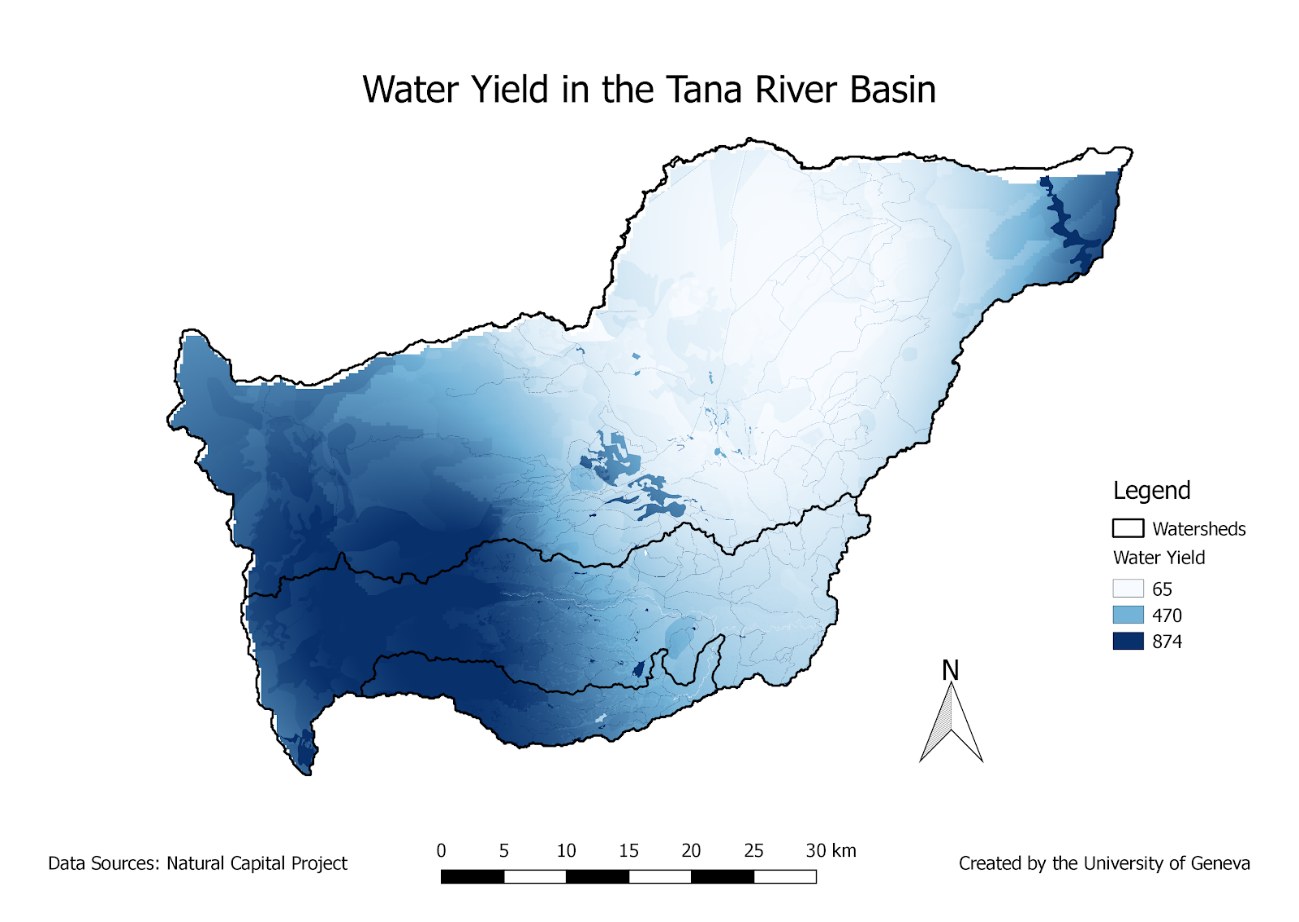 Water Yield in the Tana River Basin
Legend
Watersheds
Water Yield
65
470
874
N
0 5 10 15 20 25 30 km
Data Sources: Natural Capital Project
Created by the University of Geneva